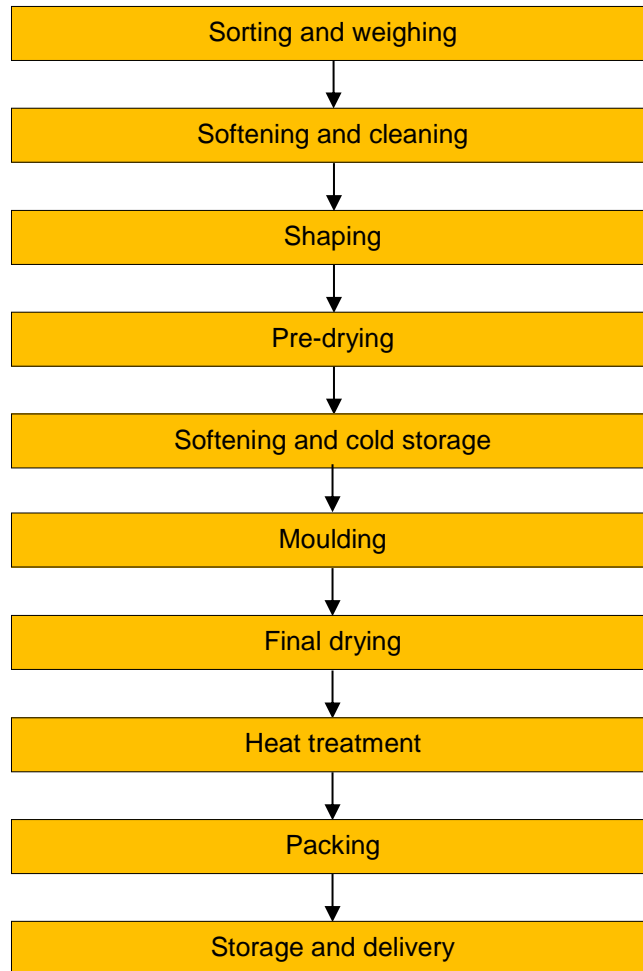 Sorting and weighing
Softening and cleaning
Shaping
Pre-drying
Softening and cold storage
Moulding
Final drying
Heat treatment
Packing
Storage and delivery